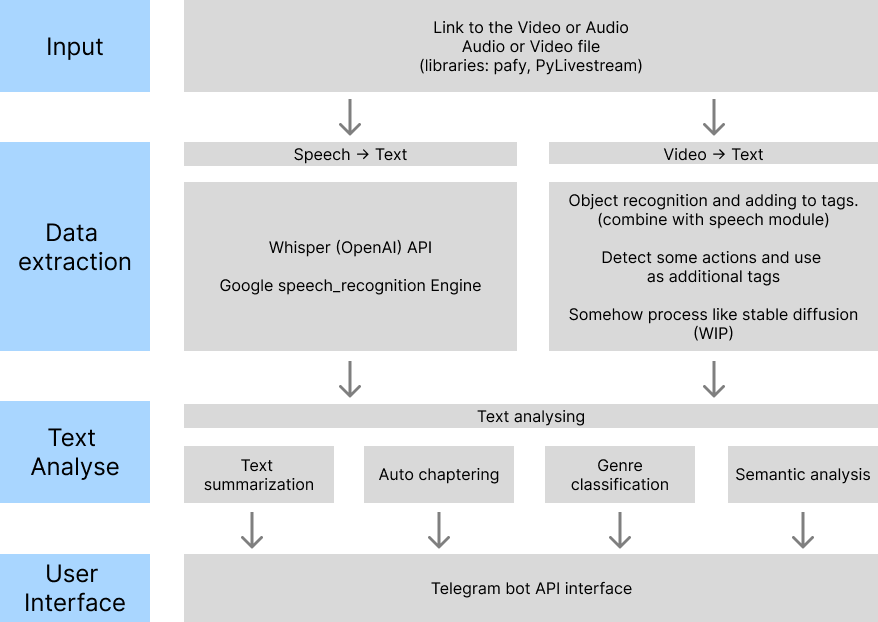 Input
Link to the Video or Audio
Audio or Video file
(libraries: pafy, PyLivestream)
Data
extraction
Speech → Text
Whisper (OpenAI) API
Google speech_recognition Engine
Video → Text
Object recognition and adding to tags.
(combine with speech module)
Detect some actions and use
as additional tags
Somehow process like stable diffusion
(WIP)
Text
Analyse
Text analysing
Text
summarization
Auto chaptering
Genre
classification
Semantic analysis
User
Interface
Telegram bot API interface